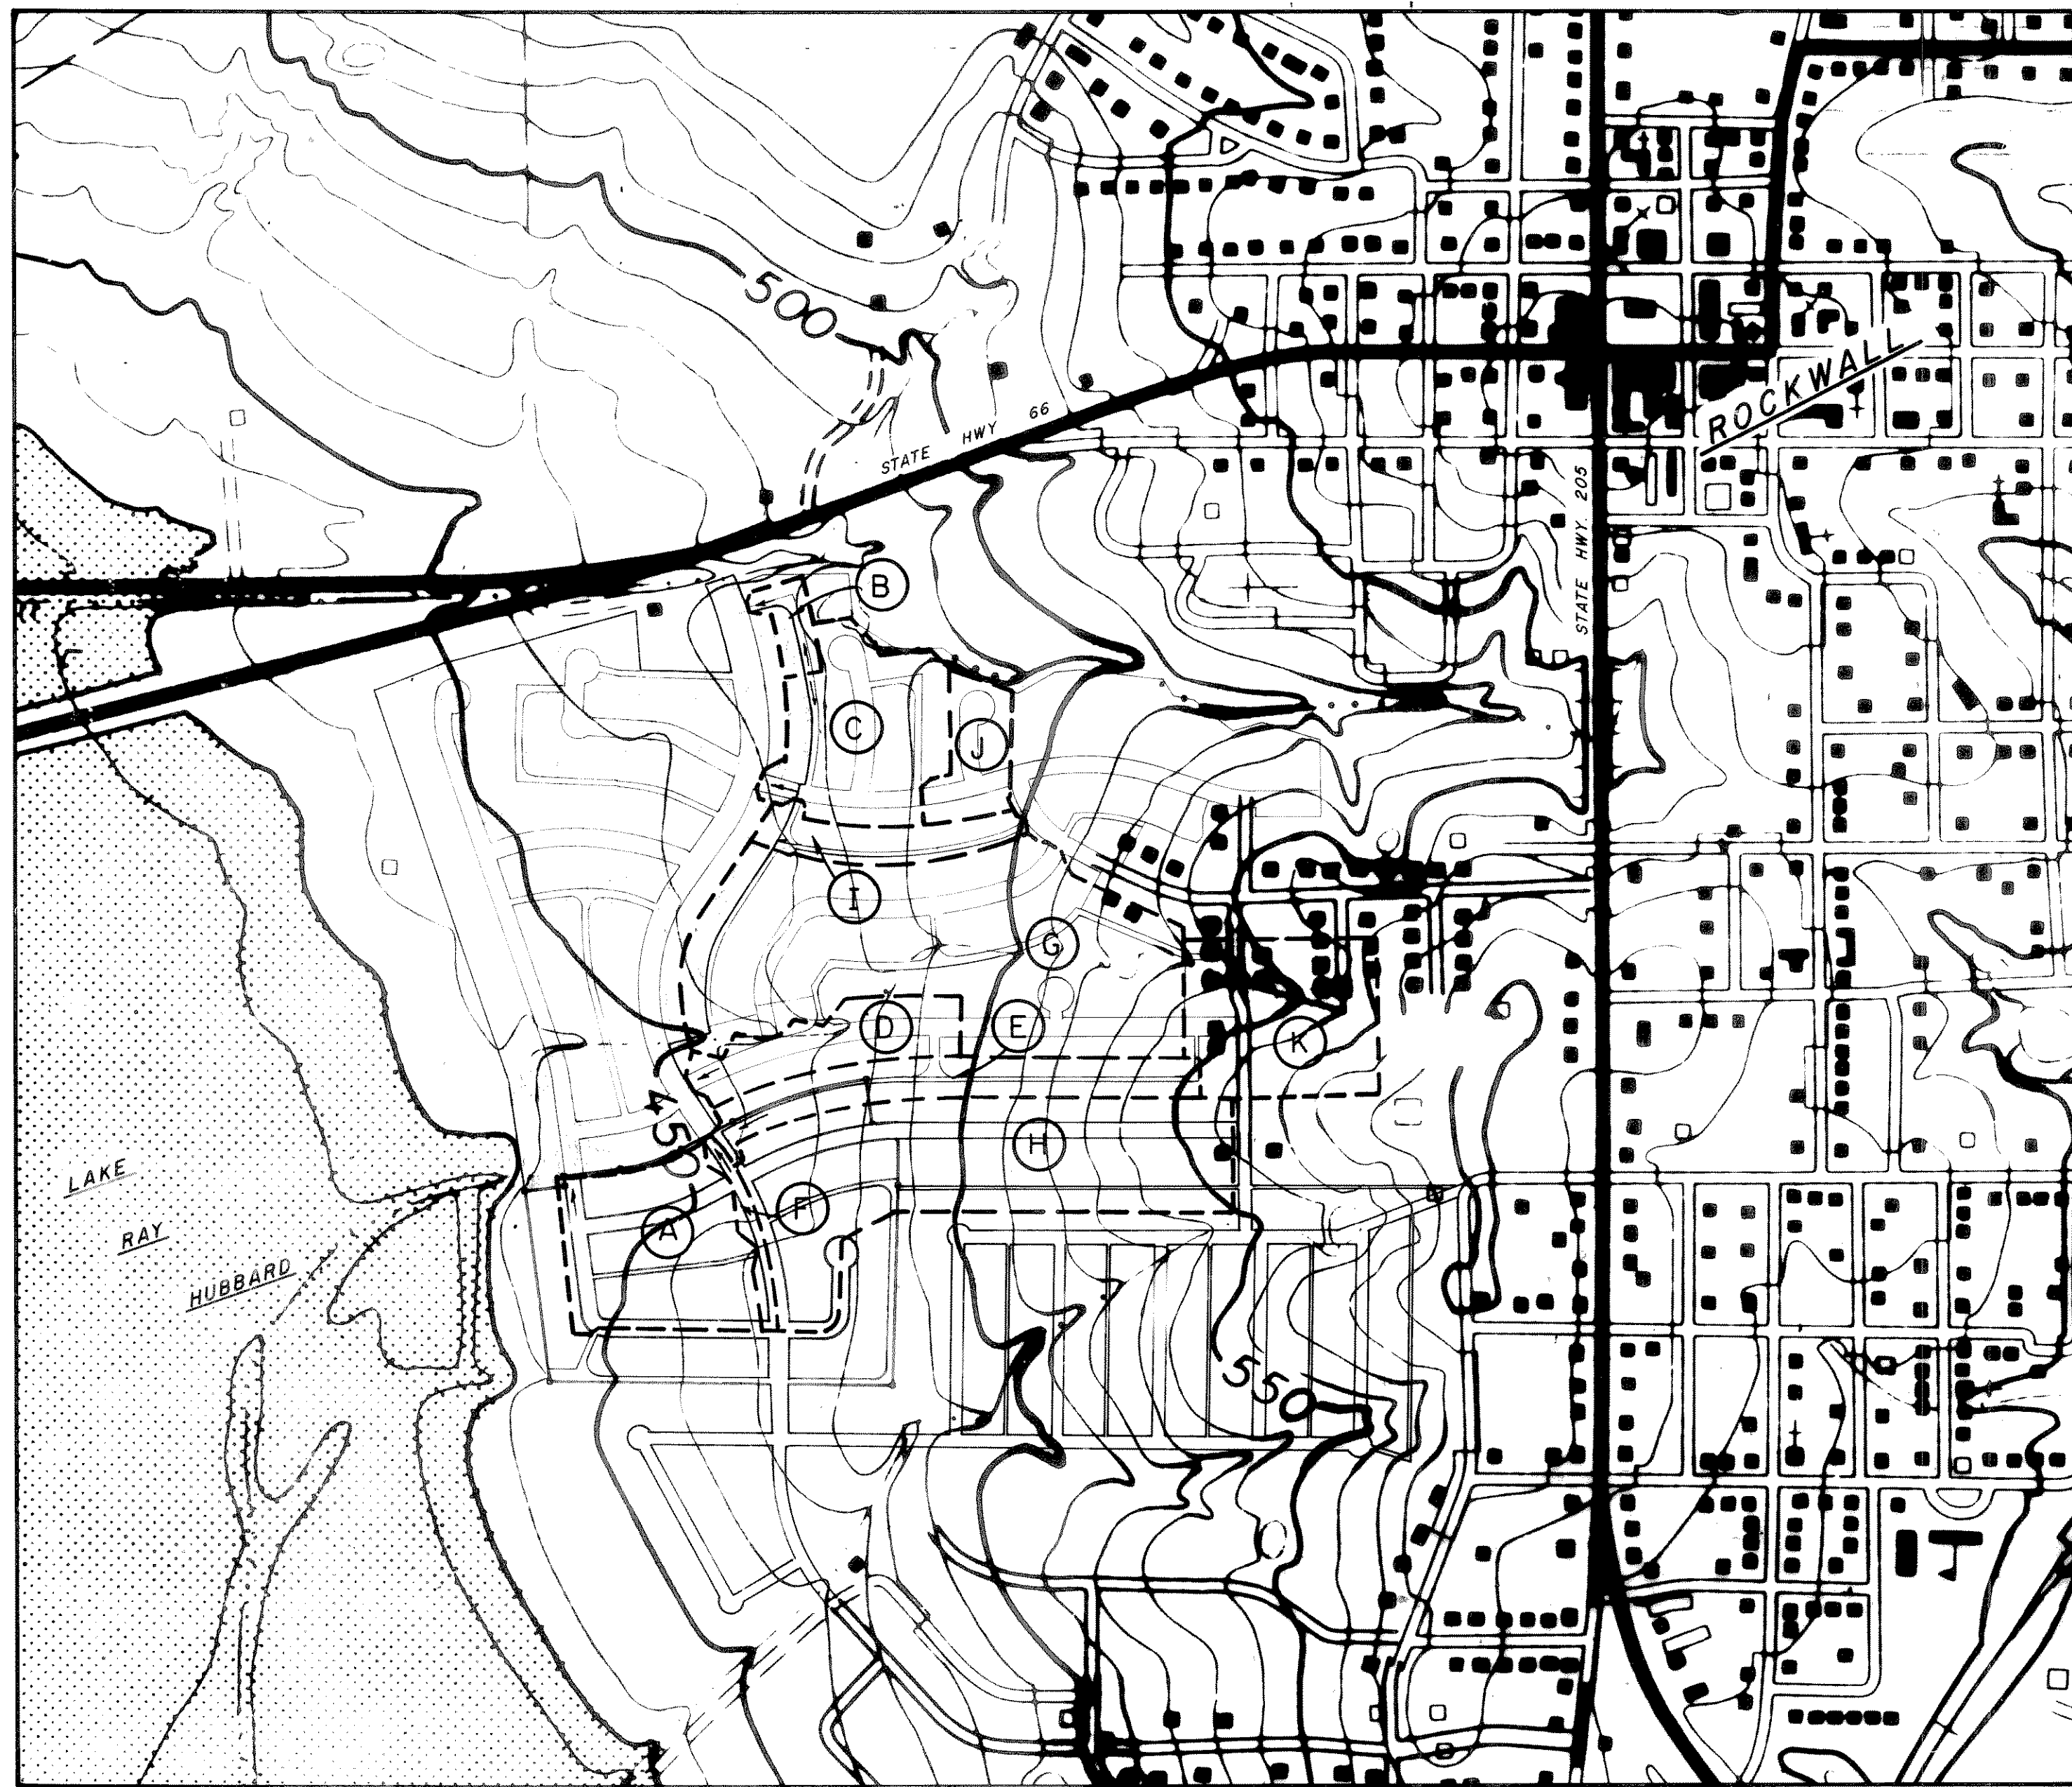 500
STATE HWY 66
ROCKWALL
STATE HWY. 205
B
C
J
I
G
D
E
K
450
H
LAKE
RAY
HUBBARD
A
F
550